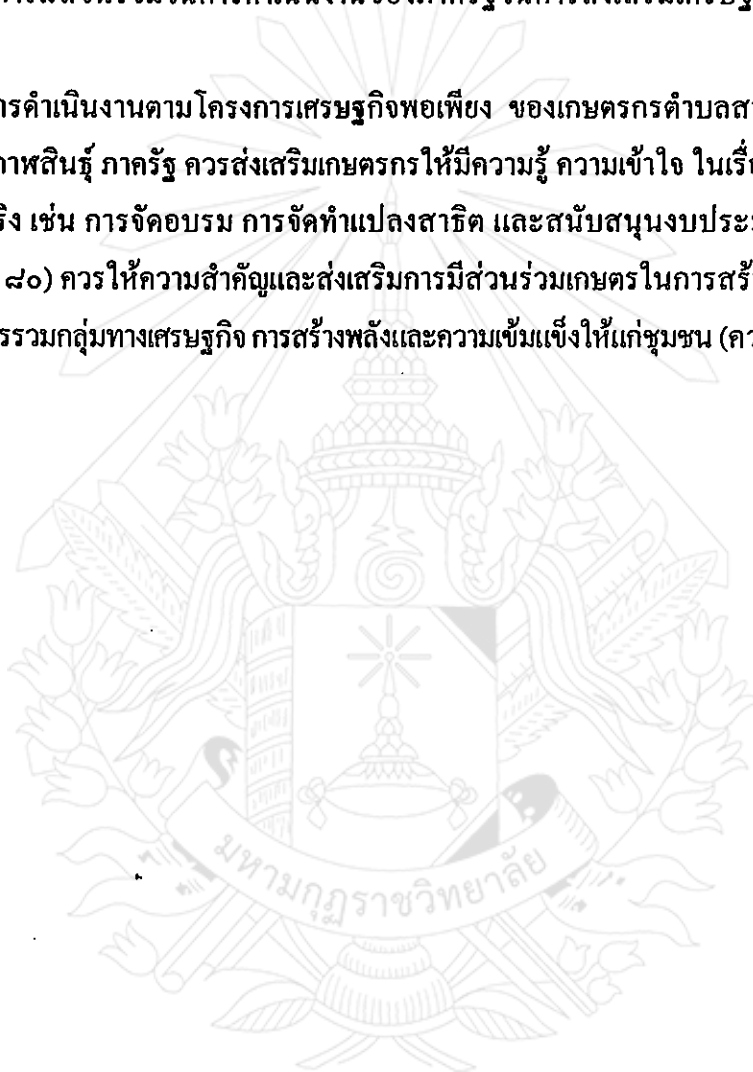 รดำเนินงานตามโครงการเศรษฐกิจพอเพียง ของเกษตรกรตำบลส
กาฬสินธุ์ ภาครัฐ ควรส่งเสริมเกษตรกรให้มีความรู้ ความเข้าใจ ในเรื่
ริง เช่น การจัดอบรม การจัดทำแปลงสาธิต และสนับสนุนงบประ
๘๐) ควรให้ความสำคัญและส่งเสริมการมีส่วนร่วมเกษตรในการสร้
รรวมกลุ่มทางเศรษฐกิจ การสร้างพลังและความเข้มแข็งให้แก่ชุมชน (คว
มหามกุฏราชวิทยาลัย